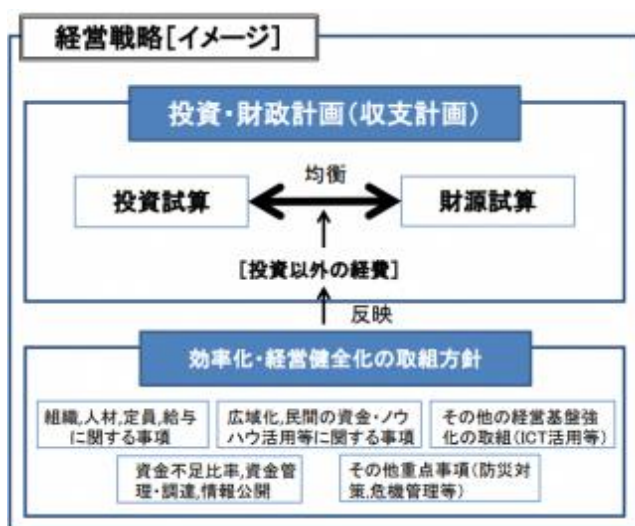 経営戦略[イメージ]
投資・財政計画(収支計画)
均衡
投資試算
財源試算
[投資以外の経費]
反映
効率化・経営健全化の取組方針
組織,人材,定員,給与
に関する事項
広域化,民間の資金・ノウ
ハウ活用等に関する事項
その他の経営基盤強
化の取組(ICT活用等)
資金不足比率,資金管
理・調達,情報公開
その他重点事項(防災対
策,危機管理等)